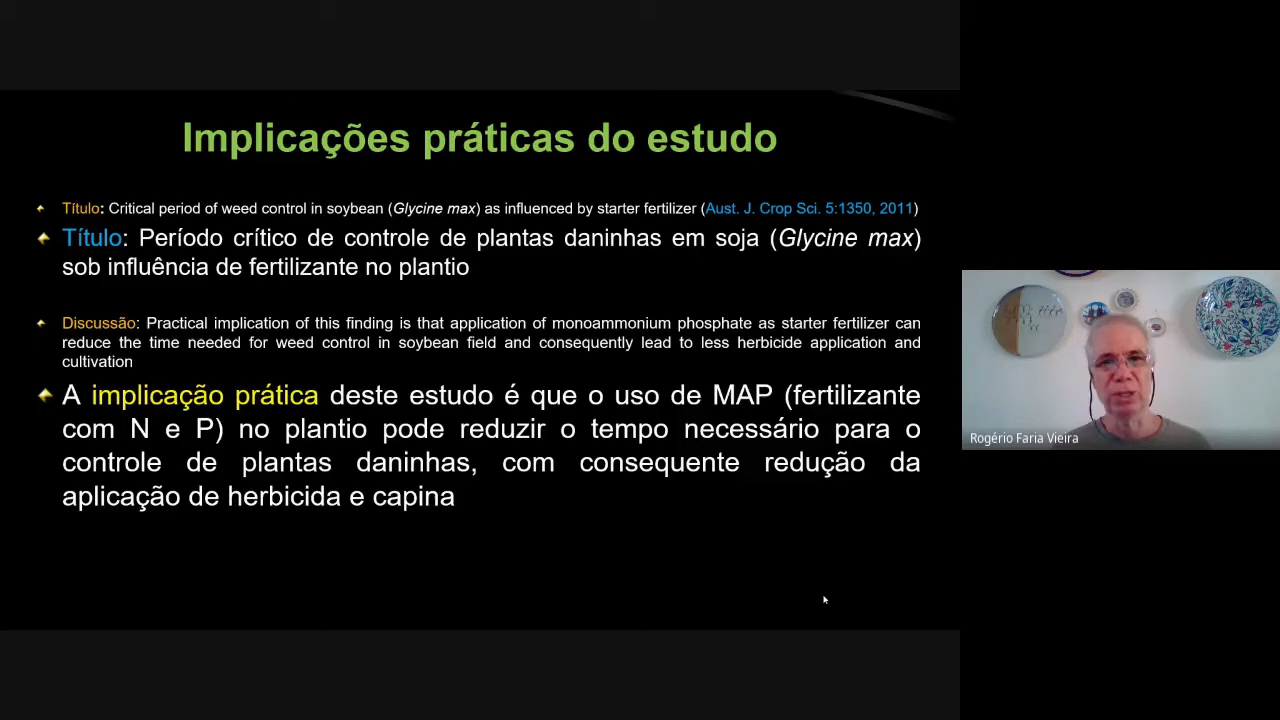 Implicações práticas do estudo
Título: Critical period of weed control in soybean (Glycine max) as influenced by starter fertilizer (Aust. J. Crop Sci. 5:1350, 2011)
Título: Período crítico de controle de plantas daninhas em soja (Glycine max)
sob influência de fertilizante no plantio
Discussão: Practical implication of this finding is that application of monoammonium phosphate as starter fertilizer can
reduce the time needed for weed control in soybean field and consequently lead to less herbicide application and
cultivation
A implicação prática deste estudo é que o uso de MAP (fertilizante
com N e P) no plantio pode reduzir o tempo necessário para o
controle de plantas daninhas, com consequente redução da
aplicação de herbicida e capina
Rogério Faria Vieira